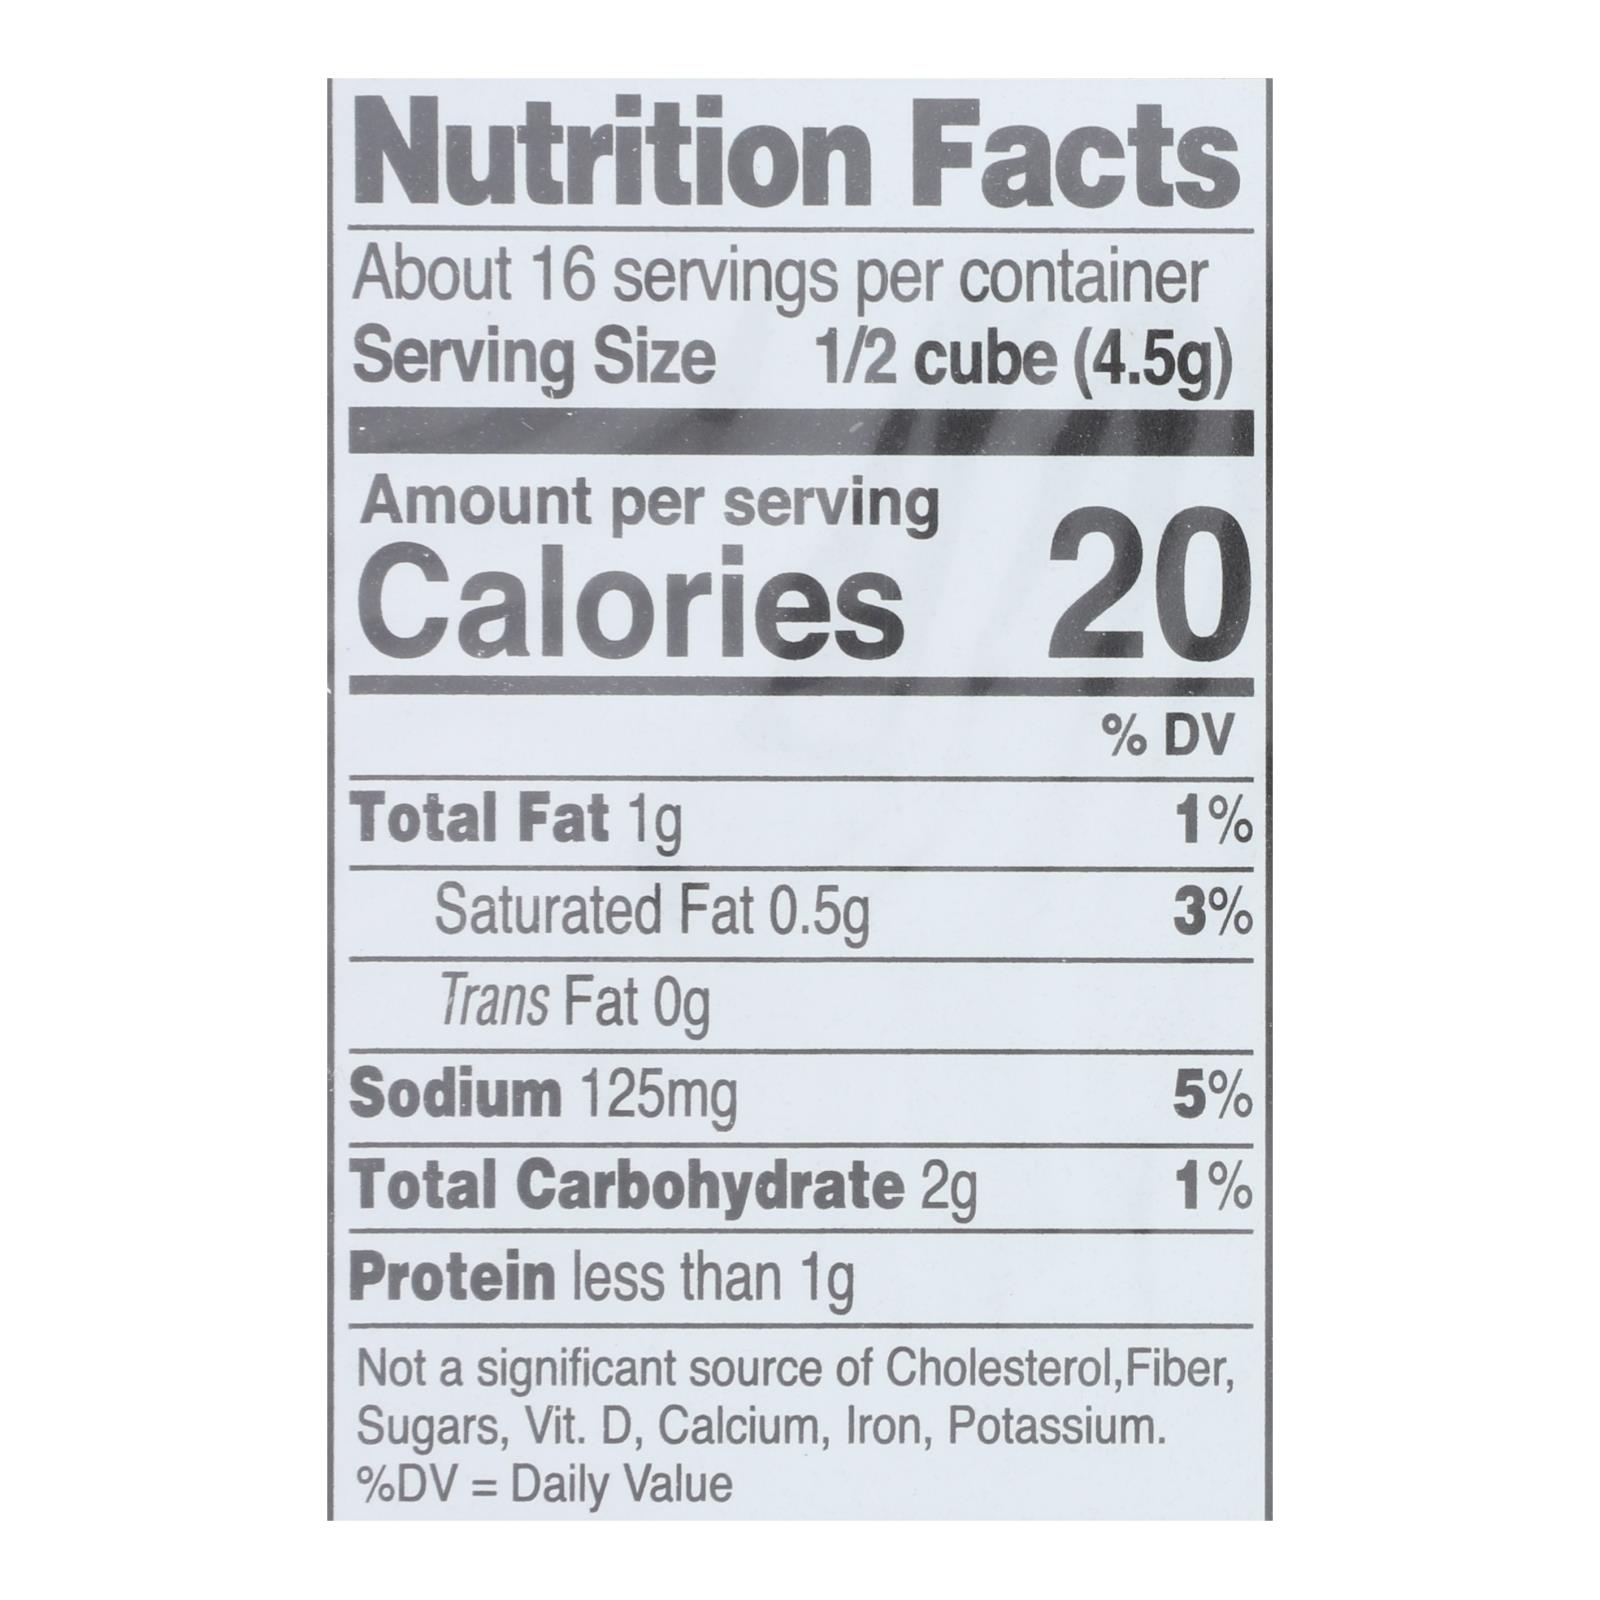 Nutrition Facts
About 16 servings per container
Serving Size 1/2 cube (4.5g)
Amount per serving
Calories 20
% DV
Total Fat 1g 1%
Saturated Fat 0.5g 3%
Trans Fat 0g
Sodium 125mg 5%
Total Carbohydrate 2g 1%
Protein less than 1g
Not a significant source of Cholesterol,Fiber,
Sugars, Vit. D, Calcium, Iron, Potassium.
%DV = Daily Value